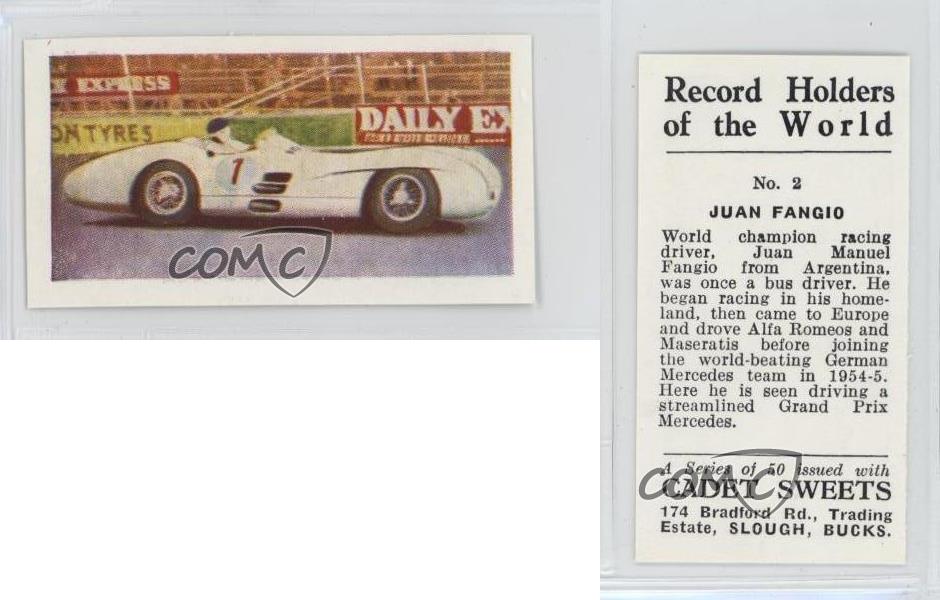 EXPRESS
ON TYRES
DAILY EX
1
COMC
Record Holders
of the World
No. 2
JUAN FANGIO
World champion racing
driver, Juan Manuel
Fangio from Argentina,
was once a bus driver. He
began racing in his home-
land, then came to Europe
and drove Alfa Romeos and
Maseratis before joining
the world-beating German
Mercedes team in 1954-5.
Here he is seen driving a
streamlined Grand Prix
Mercedes.
A Series of 50 issued with
CADET SWEETS
174 Bradford Rd., Trading
Estate, SLOUGH, BUCKS.
COMC